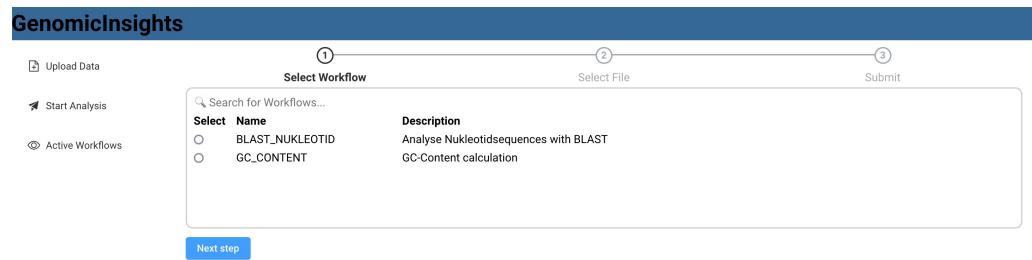 GenomicInsights
Upload Data
Start Analysis
Active Workflows
1 2 3
Select Workflow Select File Submit
Search for Workflows...
Select Name Description
BLAST_NUKLEOTID Analyse Nukleotidsequences with BLAST
GC_CONTENT GC-Content calculation
Next step